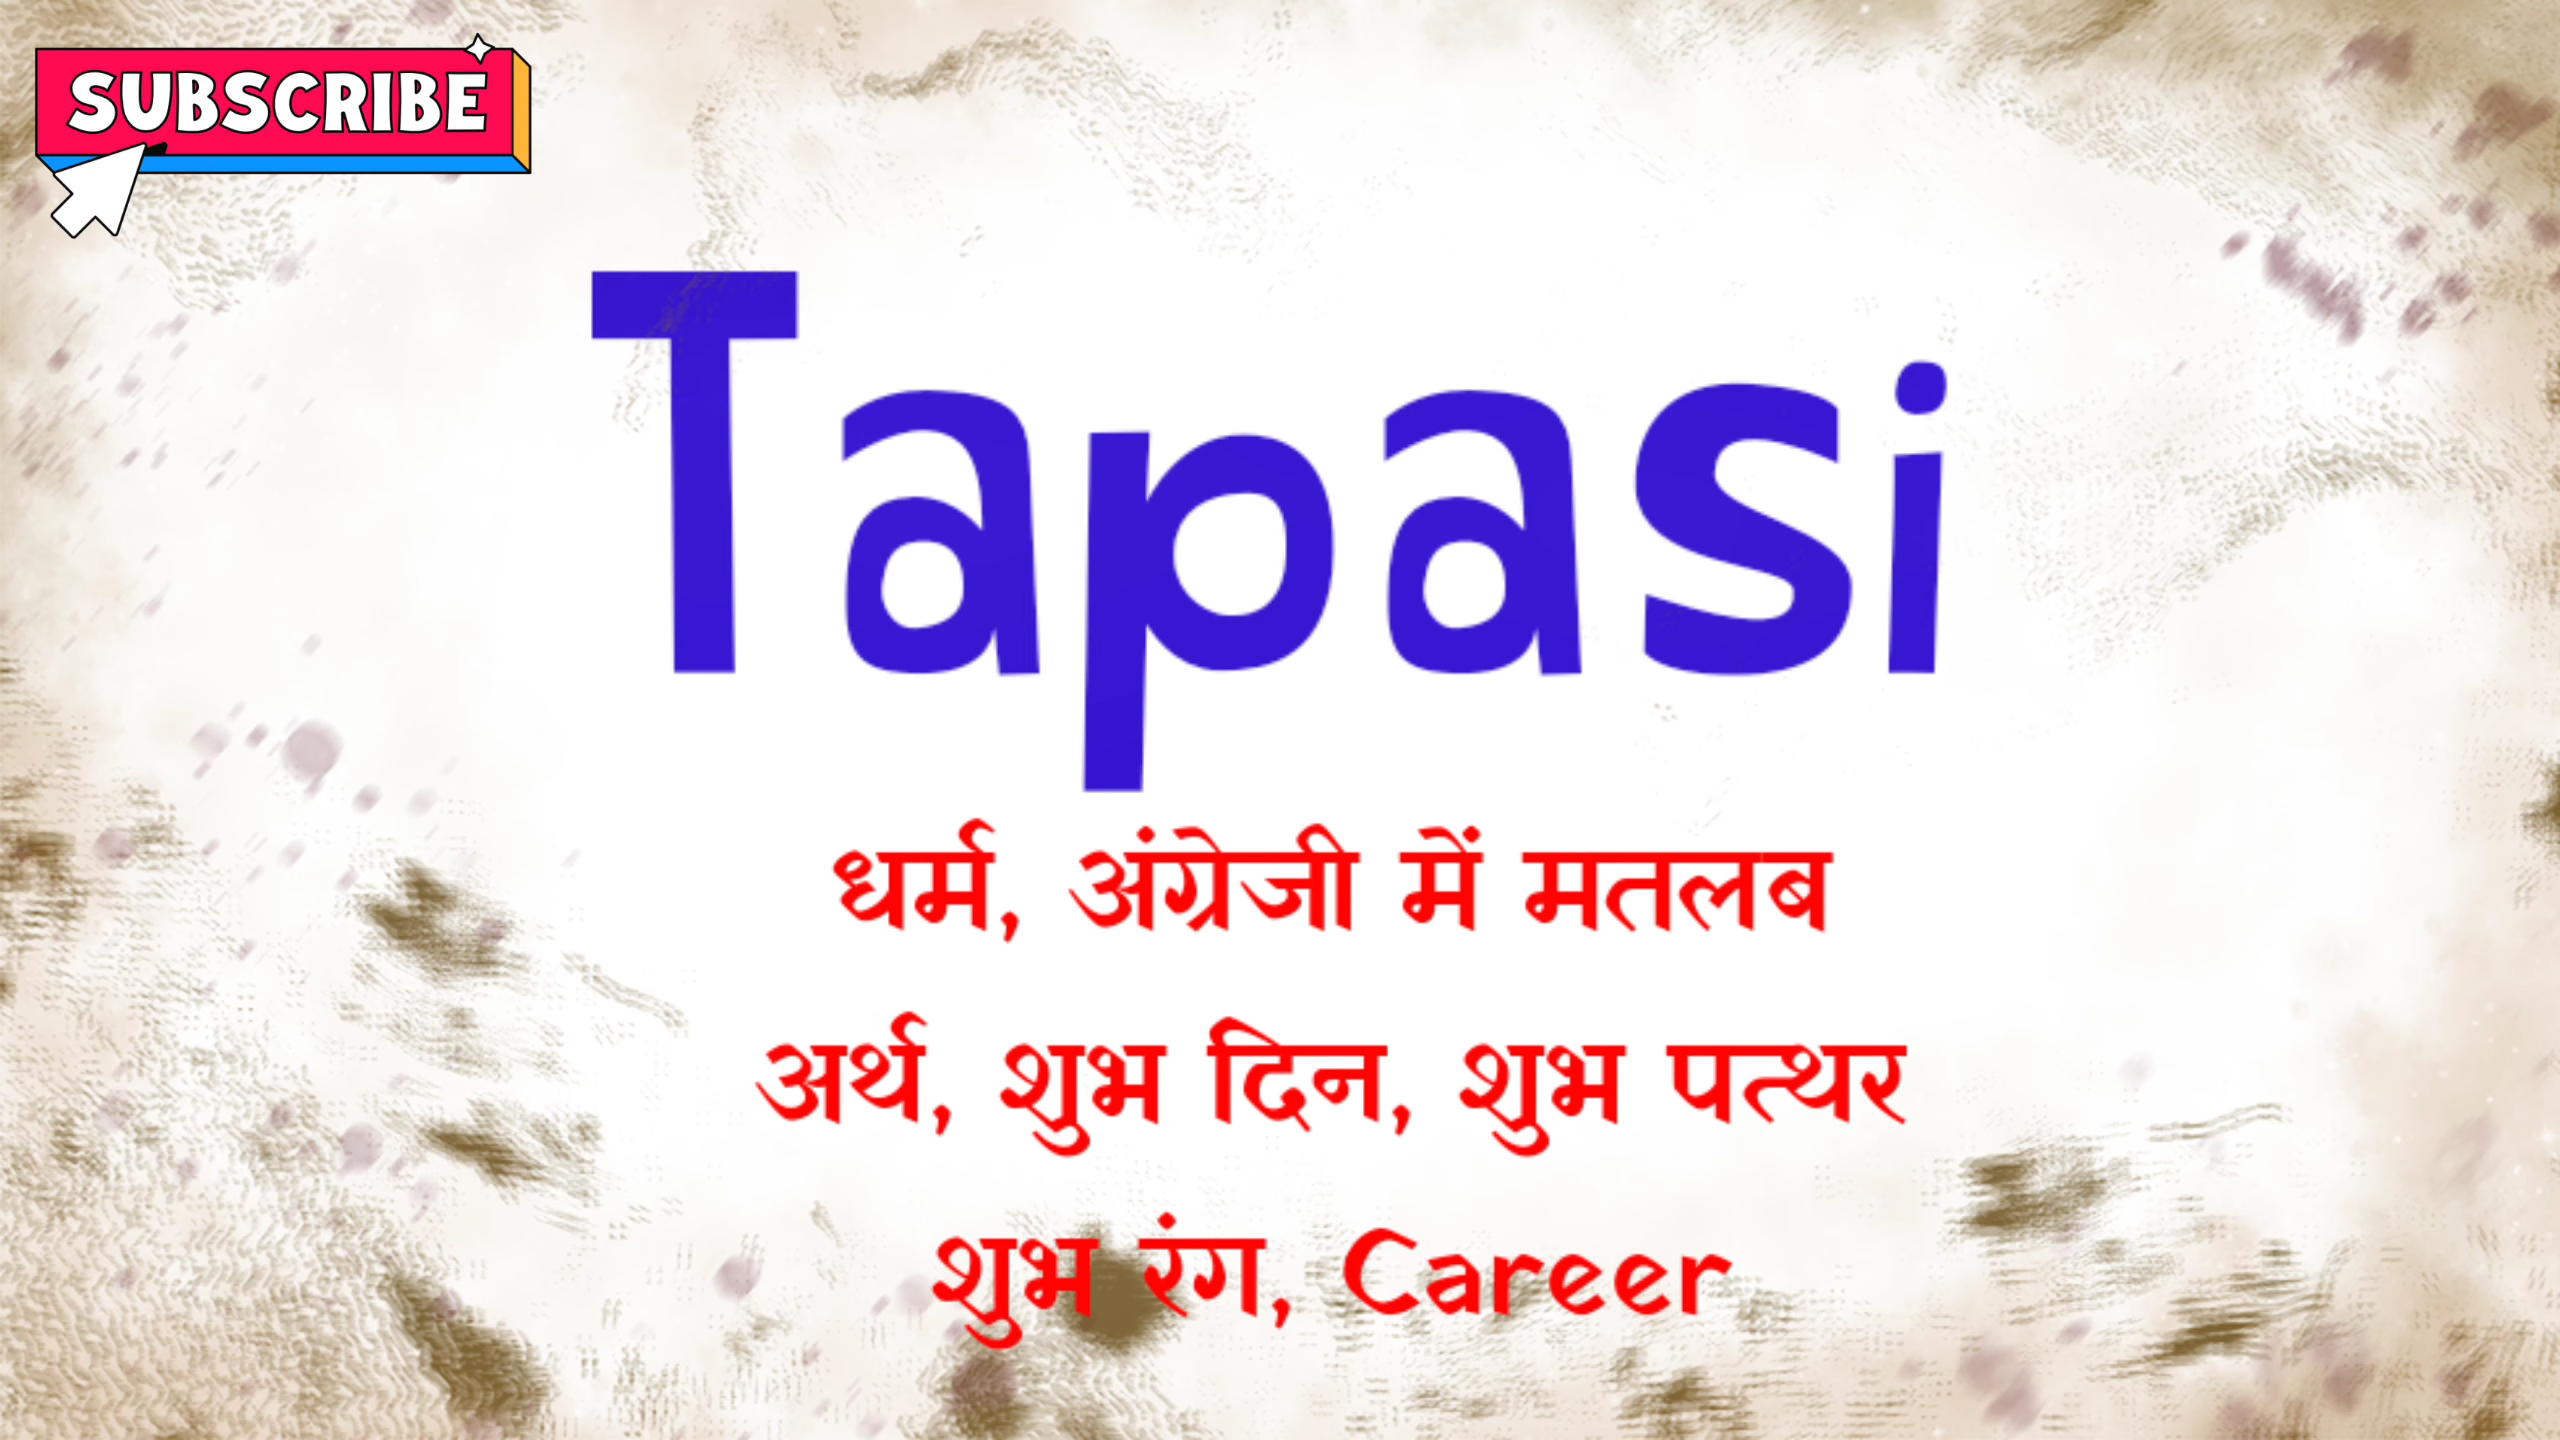 SUBSCRIBE
Tapasi
धर्म, अंग्रेजी में मतलब
अर्थ, शुभ दिन, शुभ पत्थर
शुभ रंग, Career